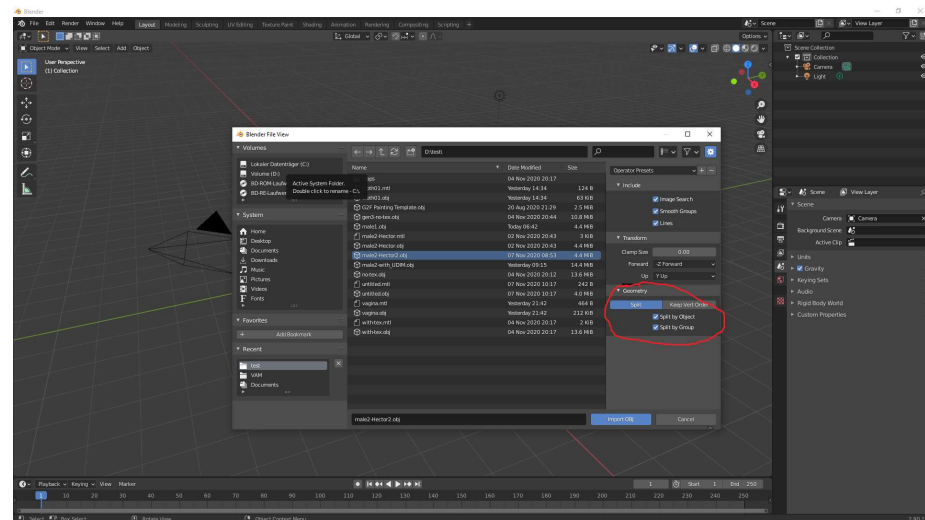 Blender
File Edit Render Window Help Layout Modeling Sculpting UV Editing Texture Paint Shading Animation Rendering Compositing Scripting + Scene View Layer
Global Options
Object Mode View Select Add Object
User Perspective
(1) Collection
Scene Collection
Collection
Camera
Light
Blender File View
Volumes
Lokaler Datenträger (C:)
Volume (D:)
BD-ROM-Laufw
BD-RE-Laufwe
Active System Folder.
Double click to rename - C:\.
System
Home
Desktop
Documents
Downloads
Music
Pictures
Videos
Fonts
Favorites
+ Add Bookmark
Recent
test
VAM
Documents
D:\test\
Name Date Modified Size
04 Nov 2020 20:17
Yesterday 14:34 124 B
Yesterday 14:34 63 KiB
G2F Painting Template.obj 20 Aug 2020 21:29 2.5 MiB
gen3-no-tex.obj 04 Nov 2020 20:44 10.8 MiB
male1.obj Today 06:42 4.4 MiB
male2-Hector.mtl 02 Nov 2020 20:43 3 KiB
male2-Hector.obj 02 Nov 2020 20:43 4.4 MiB
male2-Hector2.obj 07 Nov 2020 08:53 4.4 MiB
male2-with_UDIM.obj Yesterday 09:15 14.4 MiB
no-tex.obj 04 Nov 2020 20:12 13.6 MiB
untitled.mtl 07 Nov 2020 20:17 242 B
untitled.obj 07 Nov 2020 20:17 4.0 MiB
vagina.mtl Yesterday 21:42 464 B
vagina.obj Yesterday 21:42 212 KiB
with-tex.mtl 04 Nov 2020 20:17 2 KiB
with-tex.obj 04 Nov 2020 20:17 13.6 MiB
male2-Hector2.obj
Operator Presets
Include
Image Search
Smooth Groups
Lines
Transform
Clamp Size 0.00
Forward -Z Forward
Up Y Up
Geometry
Split Keep Vert Order
Split by Object
Split by Group
Import OBJ Cancel
Scene View Layer
Scene
Camera Camera
Background Scene
Active Clip
Units
Gravity
Keying Sets
Audio
Rigid Body World
Custom Properties
Playback Keying View Marker 1 Start 1 End 250
1 10 20 30 40 50 60 70 80 90 100 110 120 130 140 150 160 170 180 190 200 210 220 230 240 250
Select Box Select Rotate View Object Context Menu